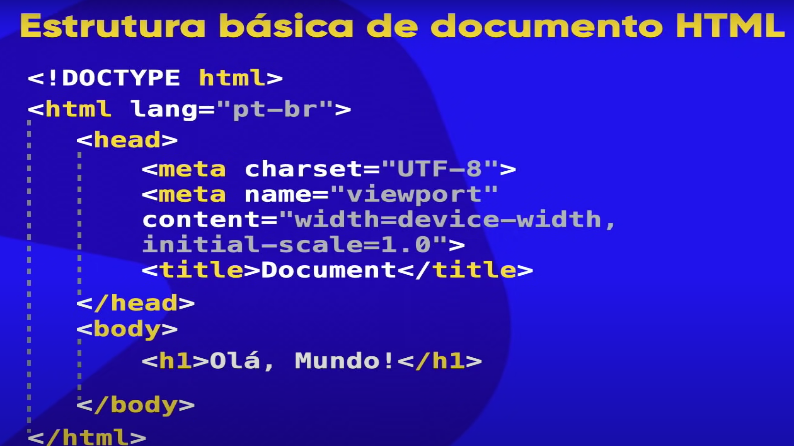 Estrutura básica de documento HTML
<!DOCTYPE html>
<html lang="pt-br">
<head>
<meta charset="UTF-8">
<meta name="viewport"
content="width=device-width,
initial-scale=1.0">
<title>Document</title>
</head>
<body>
<h1>Olá, Mundo!</h1>
</body>
</html>